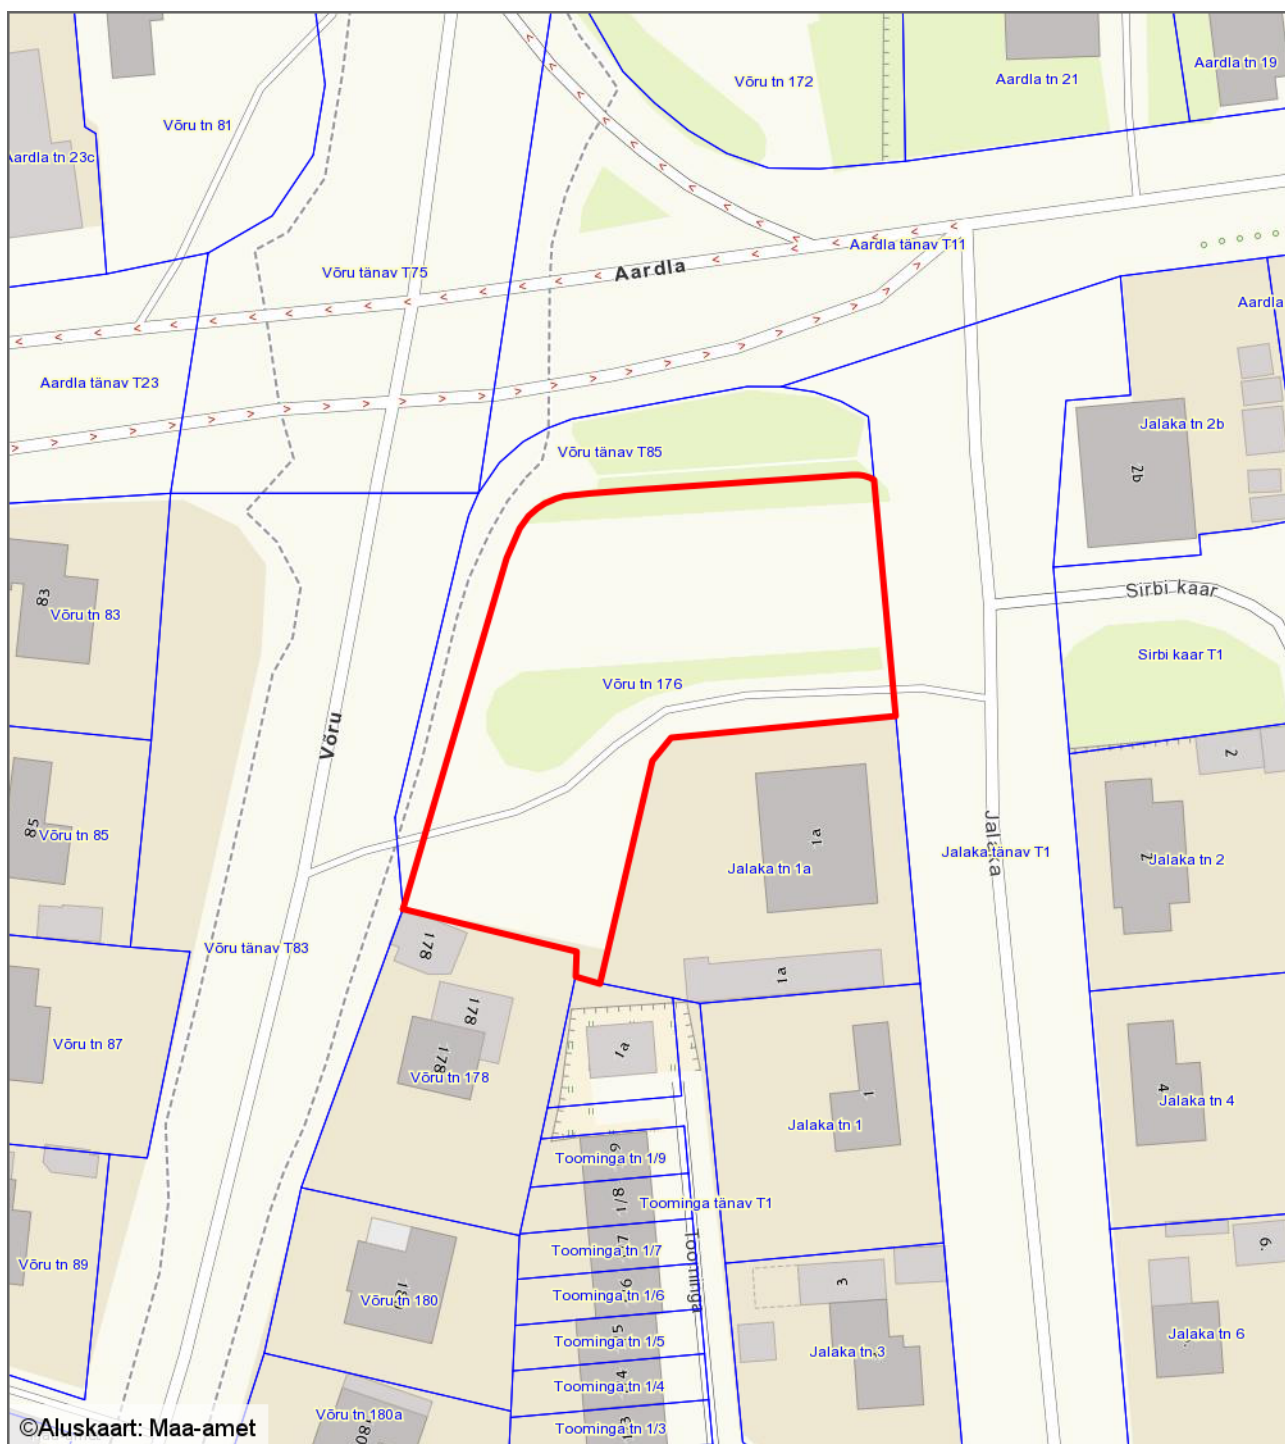 Aardla tn 19
Võru tn 172
Aardla tn 21
Võru tn 81
Aardla tn 23c
Aardla tänav T11
Võru tänav T75
Aardla
Aardla
Aardla tänav T23
Jalaka tn 2b
2b
Võru tänav T85
Sirbi kaar
83
Võru tn 83
Sirbi kaar T1
Võru tn 176
Võru
2
85
Võru tn 85
1a
Jalaka tn 1a
Jalaka
Jalaka tänav T1
2
Jalaka tn 2
178
Võru tänav T83
1a
178
Võru tn 87
178
Võru tn 178
1a
4
Jalaka tn 4
1
Jalaka tn 1
9
Toominga tn 1/9
1/8
Toominga tänav T1
7
Toominga tn 1/7
Toominga
6
Võru tn 89
3
6
Toominga tn 1/6
Võru tn 180
5
Toominga tn 1/5
Jalaka tn 6
Jalaka tn 3
4
Toominga tn 1/4
Võru tn 180a
3
Toominga tn 1/3
©Aluskaart: Maa-amet